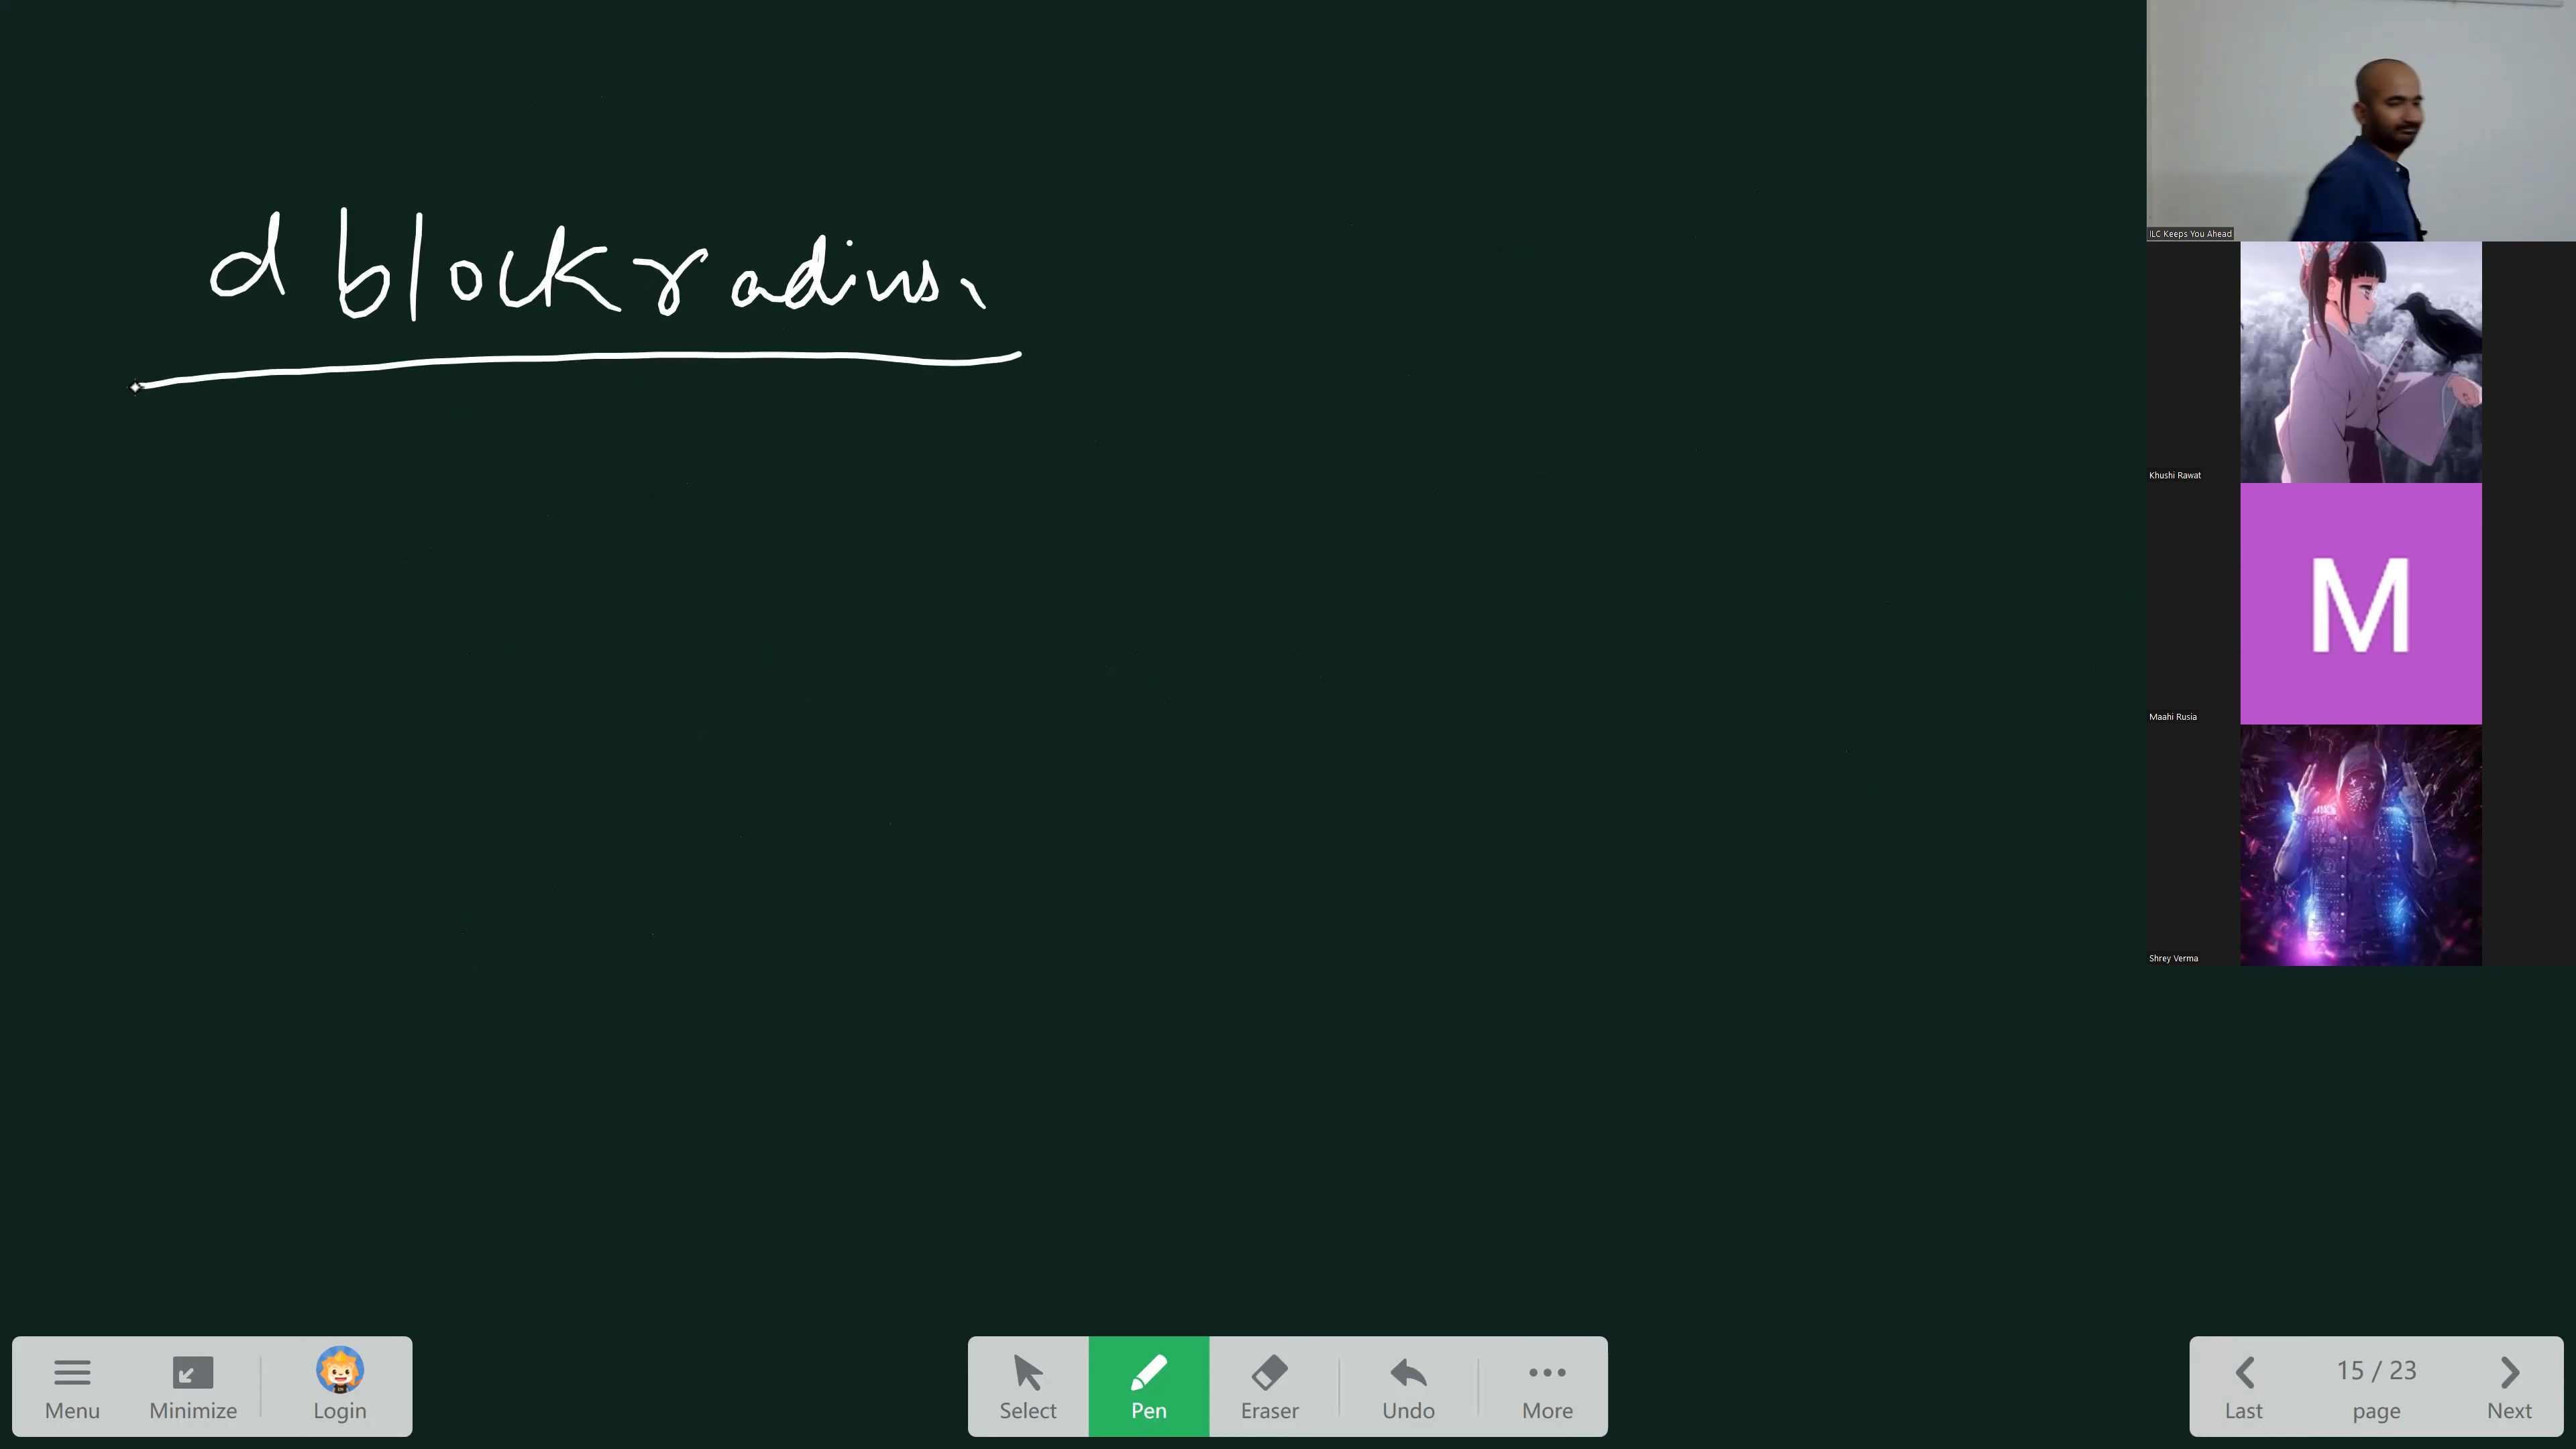 d block radius.
ILC Keeps You Ahead
Khushi Rawat
M
Maahi Rusia
Shrey Verma
Menu Minimize Login Select Pen Eraser Undo More Last 15 / 23 page Next